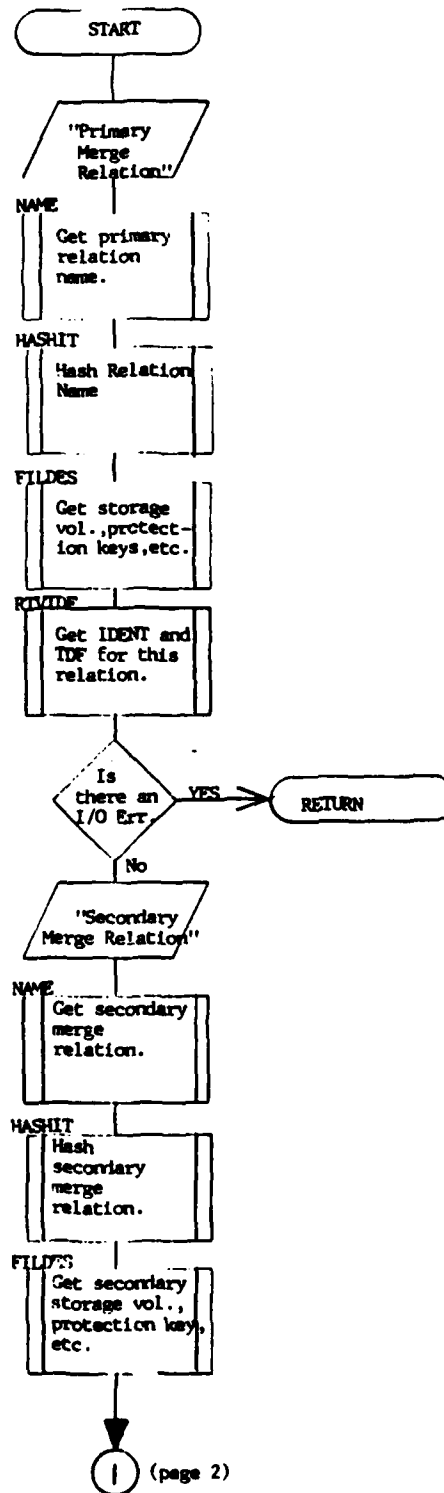 START
"Primary
Merge
Relation"
NAME
Get primary
relation
name.
HASHIT
Hash Relation
Name
FILDES
Get storage
vol.,protect-
ion keys,etc.
RTVIDF
Get IDENT and
TDF for this
relation.
Is
there an
I/O Err.
YES
RETURN
No
"Secondary
Merge Relation"
NAME
Get secondary
merge
relation.
HASHIT
Hash
secondary
merge
relation.
FILDES
Get secondary
storage vol.,
protection key,
etc.
1 (page 2)